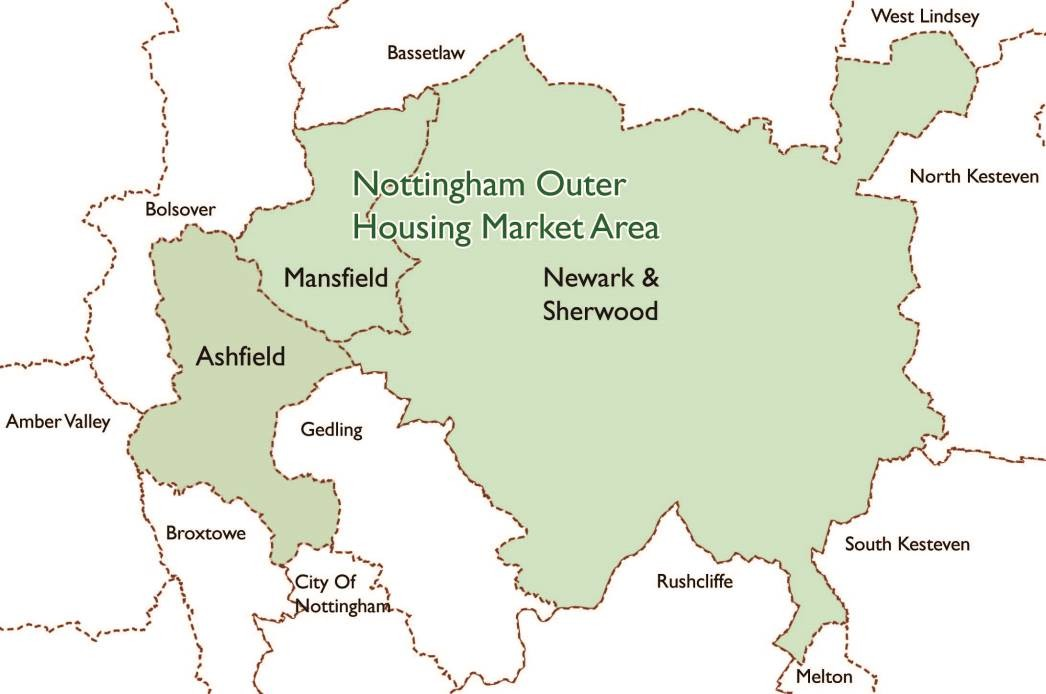 West Lindsey
Bassetlaw
North Kesteven
Nottingham Outer
Housing Market Area
Bolsover
Mansfield
Newark &
Sherwood
Ashfield
Amber Valley
Gedling
Broxtowe
South Kesteven
City Of
Nottingham
Rushcliffe
Melton